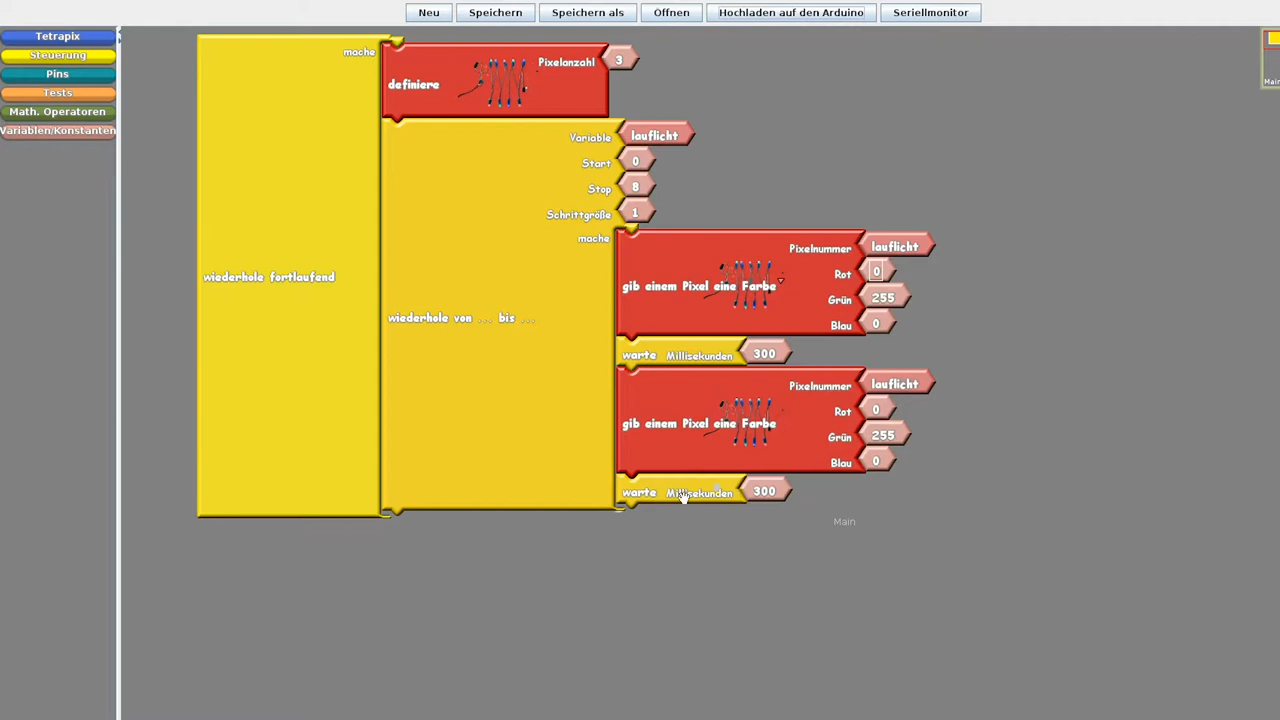 Neu Speichern Speichern als Öffnen Hochladen auf den Arduino Seriellmonitor
Tetrapix
Steuerung
Pins
Tests
Math. Operatoren
Variablen/Konstanten
mache
Pixelanzahl 3
definiere
Variable lauflicht
Start 0
Stop 8
Schrittgröße 1
mache
Pixelnummer lauflicht
Rot 0
wiederhole fortlaufend
gib einem Pixel eine Farbe
Grün 255
wiederhole von ... bis ...
Blau 0
warte Millisekunden 300
Pixelnummer lauflicht
Rot 0
gib einem Pixel eine Farbe
Grün 255
Blau 0
warte Millisekunden 300
Main
Main